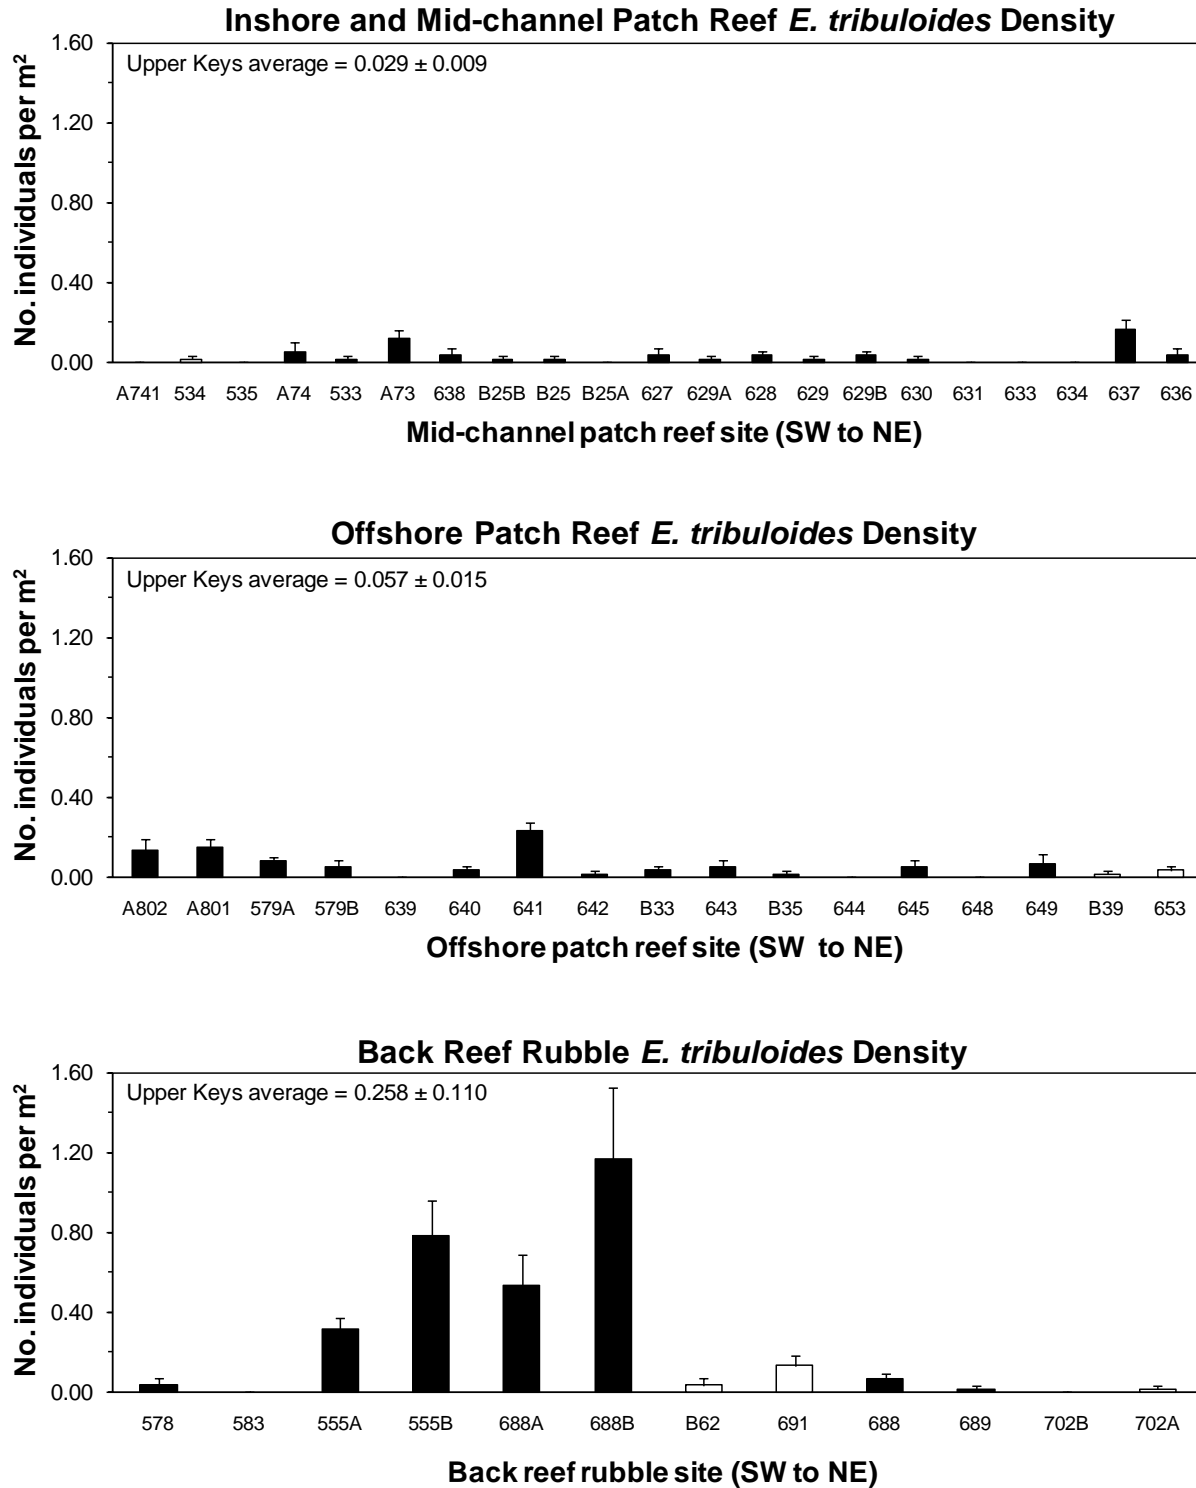 Inshore and Mid-channel Patch Reef E. tribuloides Density
No. individuals per m²
1.60
1.20
0.80
0.40
0.00
Upper Keys average = 0.029 ± 0.009
A741 534 535 A74 533 A73 638 B25B B25 B25A 627 629A 628 629 629B 630 631 633 634 637 636
Mid-channel patch reef site (SW to NE)
Offshore Patch Reef E. tribuloides Density
No. individuals per m²
1.60
1.20
0.80
0.40
0.00
Upper Keys average = 0.057 ± 0.015
A802 A801 579A 579B 639 640 641 642 B33 643 B35 644 645 648 649 B39 653
Offshore patch reef site (SW to NE)
Back Reef Rubble E. tribuloides Density
No. individuals per m²
1.60
1.20
0.80
0.40
0.00
Upper Keys average = 0.258 ± 0.110
578 583 555A 555B 688A 688B B62 691 688 689 702B 702A
Back reef rubble site (SW to NE)